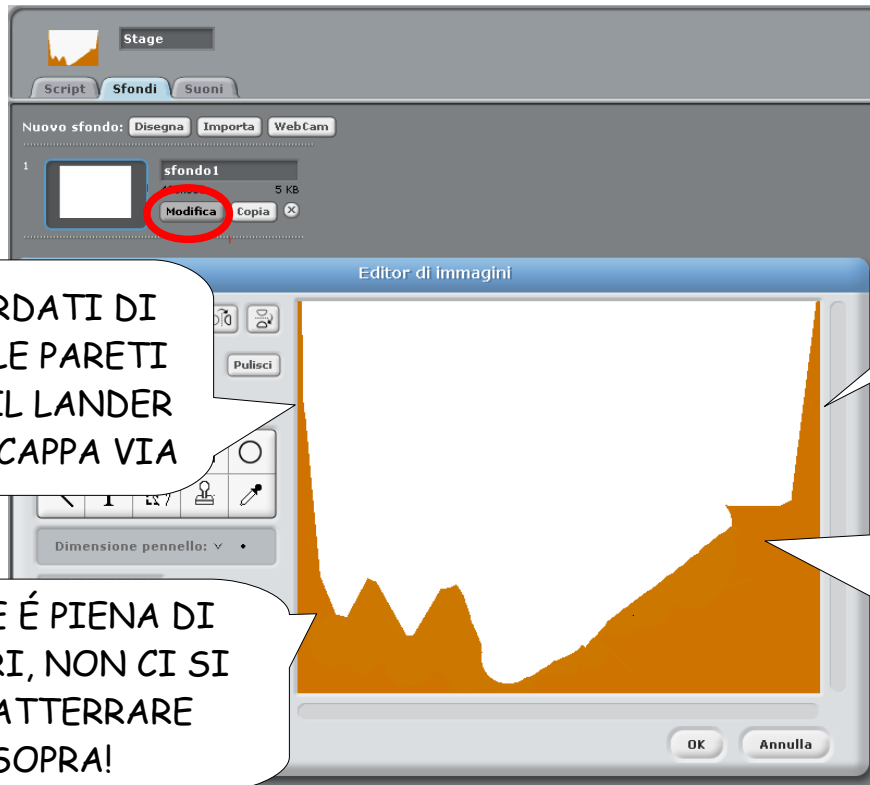 Stage
Script Sfondi Suoni
Nuovo sfondo: Disegna Importa WebCam
1
sfondo1
5 KB
Modifica Copia
Editor di immagini
RDATI DI
LE PARETI
IL LANDER
CAPPA VIA
Pulisci
Dimensione pennello:
E É PIENA DI
RI, NON CI SI
ATTERRARE
SOPRA!
OK Annulla